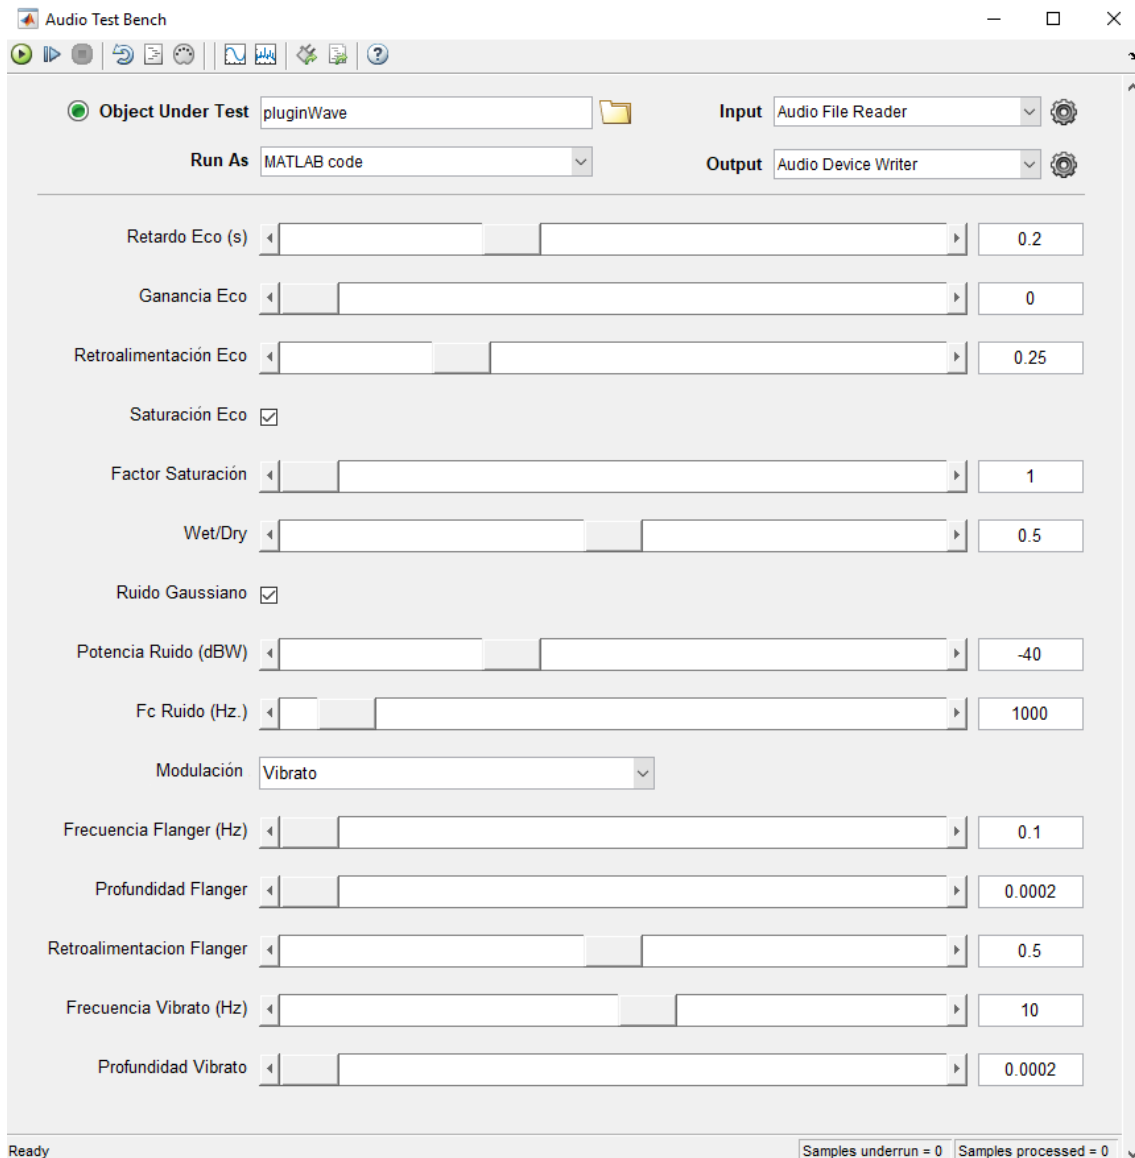 Audio Test Bench
Object Under Test pluginWave Input Audio File Reader
Run As MATLAB code Output Audio Device Writer
Retardo Eco (s) 0.2
Ganancia Eco 0
Retroalimentación Eco 0.25
Saturación Eco
Factor Saturación 1
Wet/Dry 0.5
Ruido Gaussiano
Potencia Ruido (dBW) -40
Fc Ruido (Hz.) 1000
Modulación Vibrato
Frecuencia Flanger (Hz) 0.1
Profundidad Flanger 0.0002
Retroalimentacion Flanger 0.5
Frecuencia Vibrato (Hz) 10
Profundidad Vibrato 0.0002
Ready Samples underrun = 0 Samples processed = 0